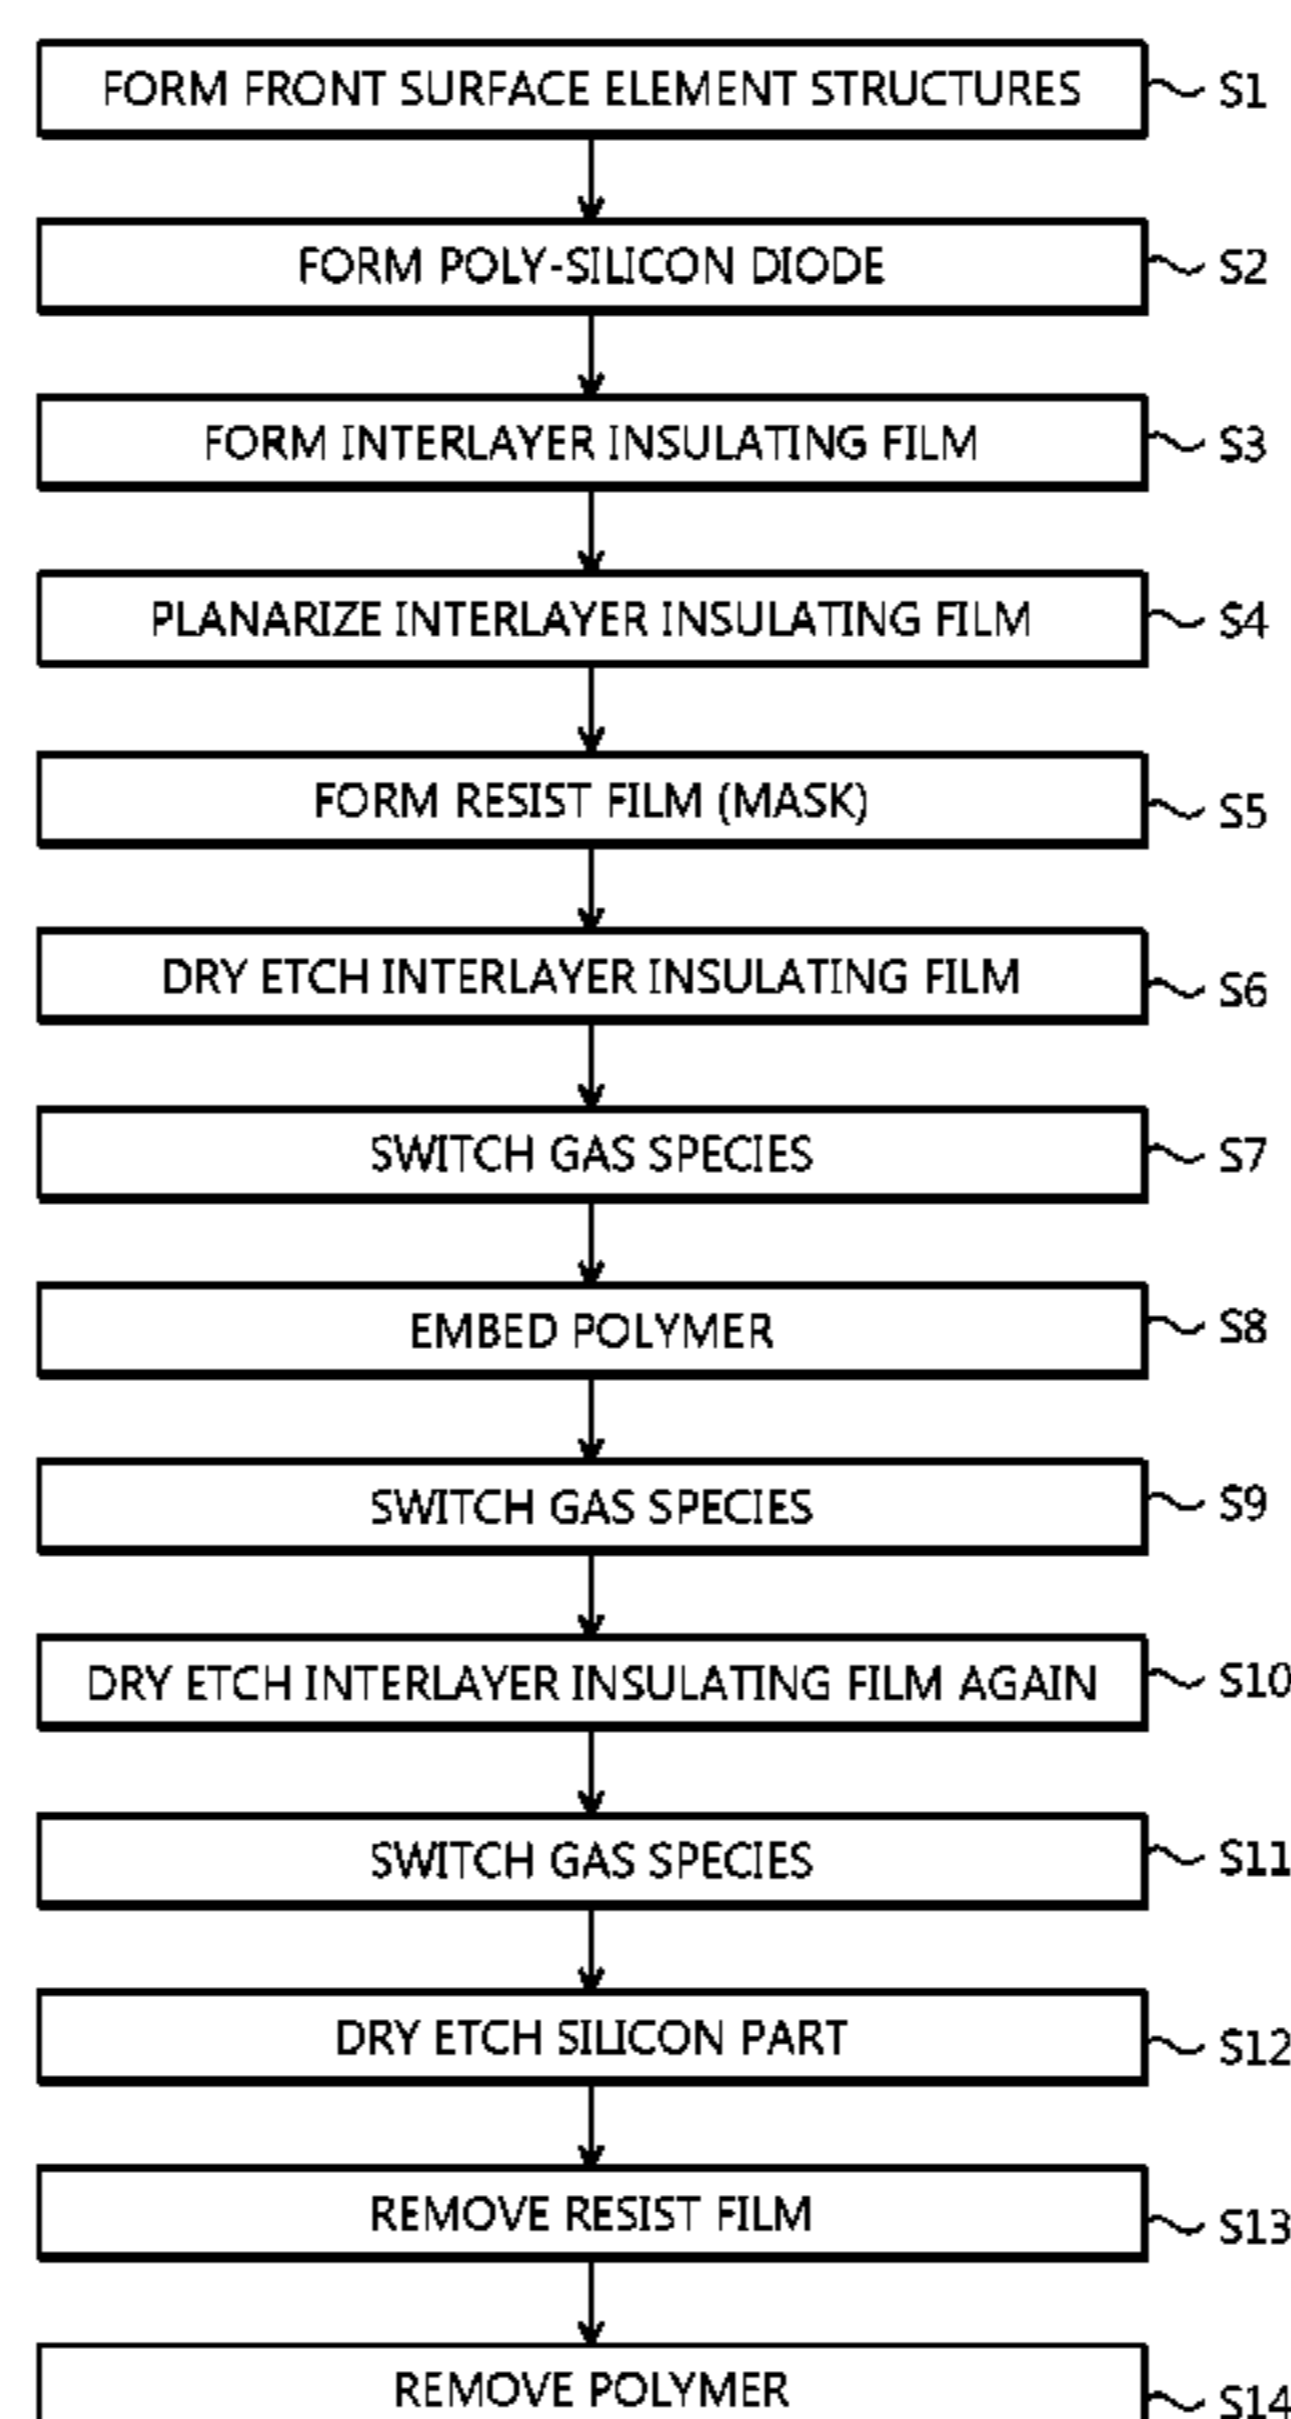 FORM FRONT SURFACE ELEMENT STRUCTURES S1
FORM POLY-SILICON DIODE S2
FORM INTERLAYER INSULATING FILM S3
PLANARIZE INTERLAYER INSULATING FILM S4
FORM RESIST FILM (MASK) S5
DRY ETCH INTERLAYER INSULATING FILM S6
SWITCH GAS SPECIES S7
EMBED POLYMER S8
SWITCH GAS SPECIES S9
DRY ETCH INTERLAYER INSULATING FILM AGAIN S10
SWITCH GAS SPECIES S11
DRY ETCH SILICON PART S12
REMOVE RESIST FILM S13
REMOVE POLYMER S14